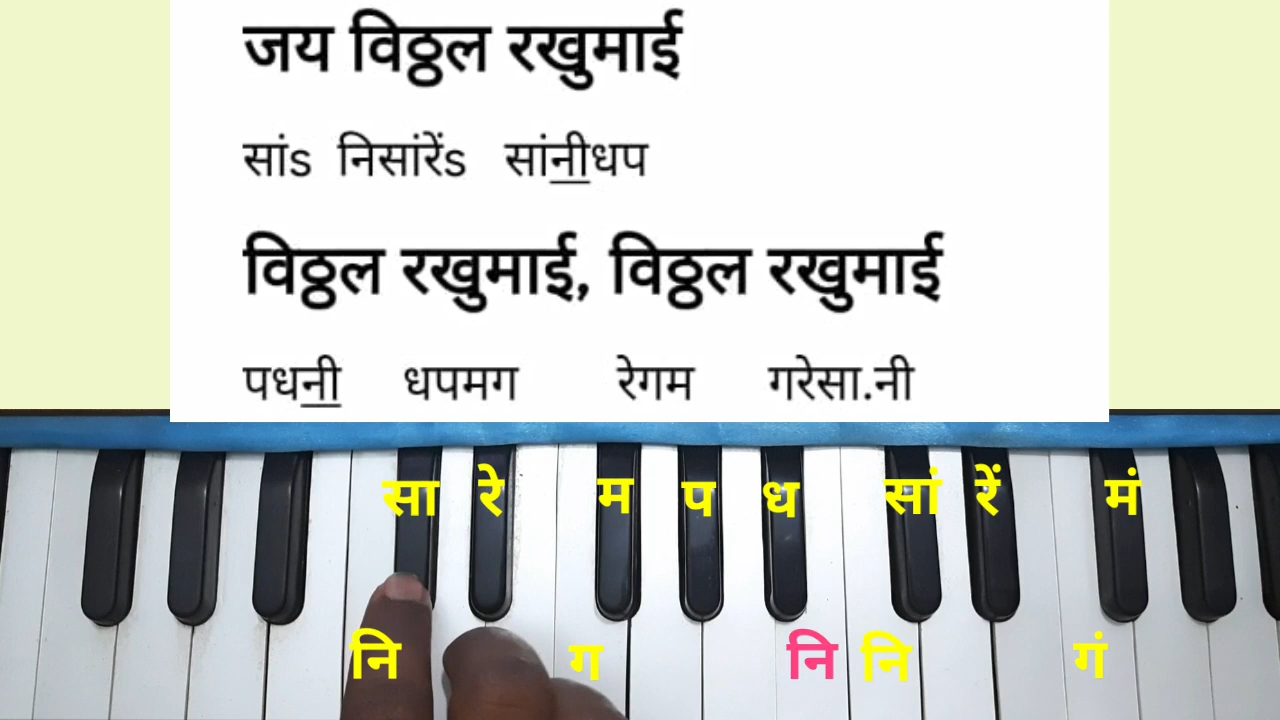 जय विठ्ठल रखुमाई
सांs निसांरेंs सांनी॒धप
विठ्ठल रखुमाई, विठ्ठल रखुमाई
पधनी॒ धपमग रेगम गरेसा.नी
सा रे म प ध सां रें मं
नि ग नि नि गं